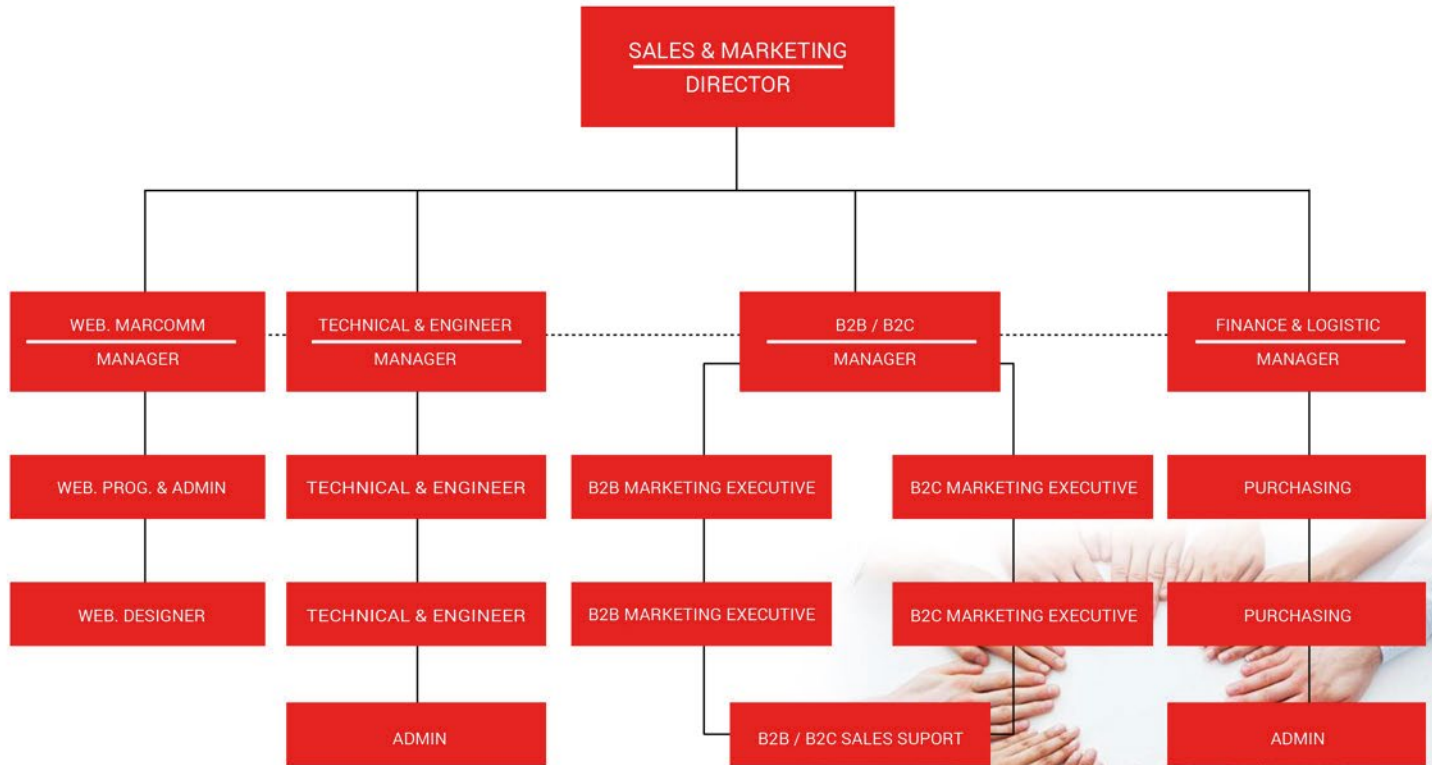 SALES & MARKETING
DIRECTOR
WEB. MARCOMM
MANAGER
TECHNICAL & ENGINEER
MANAGER
B2B / B2C
MANAGER
FINANCE & LOGISTIC
MANAGER
WEB. PROG. & ADMIN
TECHNICAL & ENGINEER
B2B MARKETING EXECUTIVE
B2C MARKETING EXECUTIVE
PURCHASING
WEB. DESIGNER
TECHNICAL & ENGINEER
B2B MARKETING EXECUTIVE
B2C MARKETING EXECUTIVE
PURCHASING
ADMIN
B2B / B2C SALES SUPORT
ADMIN